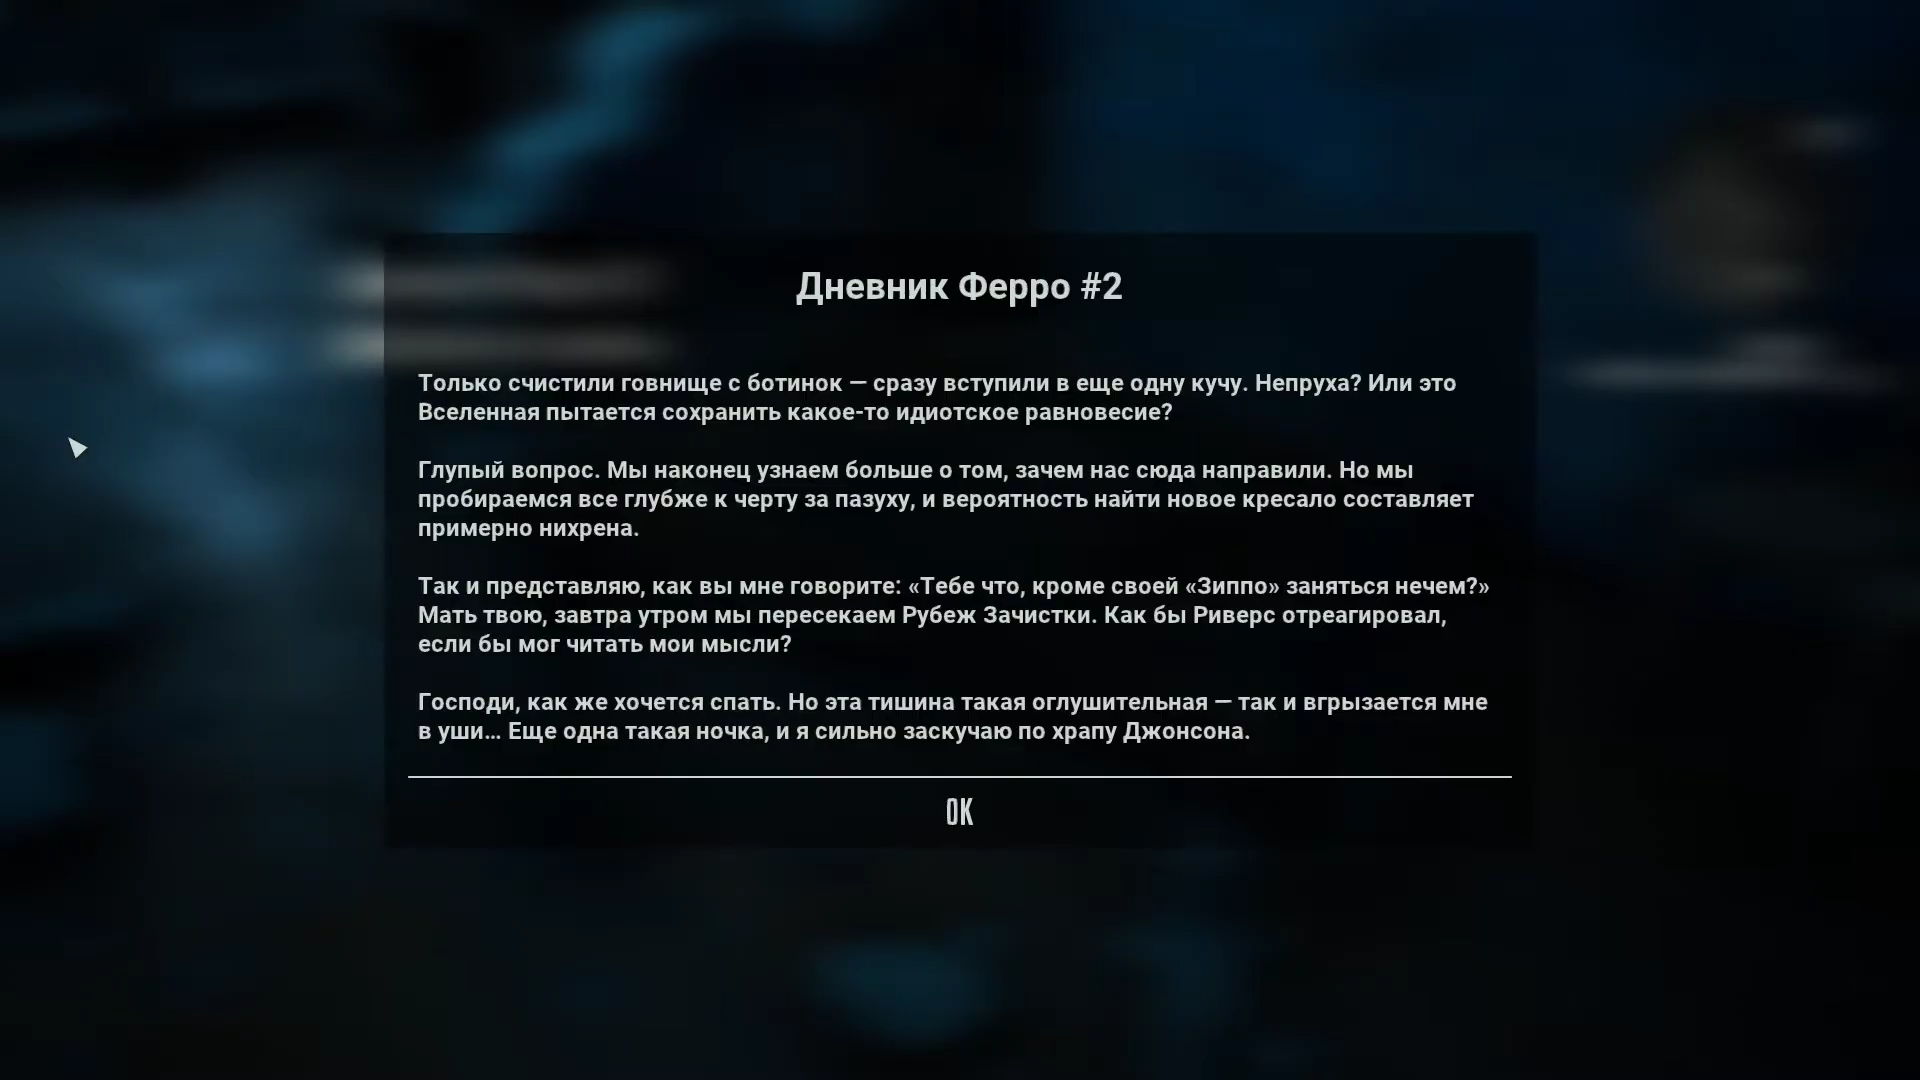 Дневник Ферро #2
Только счистили говнище с ботинок — сразу вступили в еще одну кучу. Непруха? Или это
Вселенная пытается сохранить какое-то идиотское равновесие?
Глупый вопрос. Мы наконец узнаем больше о том, зачем нас сюда направили. Но мы
пробираемся все глубже к черту за пазуху, и вероятность найти новое кресало составляет
примерно нихрена.
Так и представляю, как вы мне говорите: «Тебе что, кроме своей «Зиппо» заняться нечем?»
Мать твою, завтра утром мы пересекаем Рубеж Зачистки. Как бы Риверс отреагировал,
если бы мог читать мои мысли?
Господи, как же хочется спать. Но эта тишина такая оглушительная — так и вгрызается мне
в уши... Еще одна такая ночка, и я сильно заскучаю по храпу Джонсона.
OK